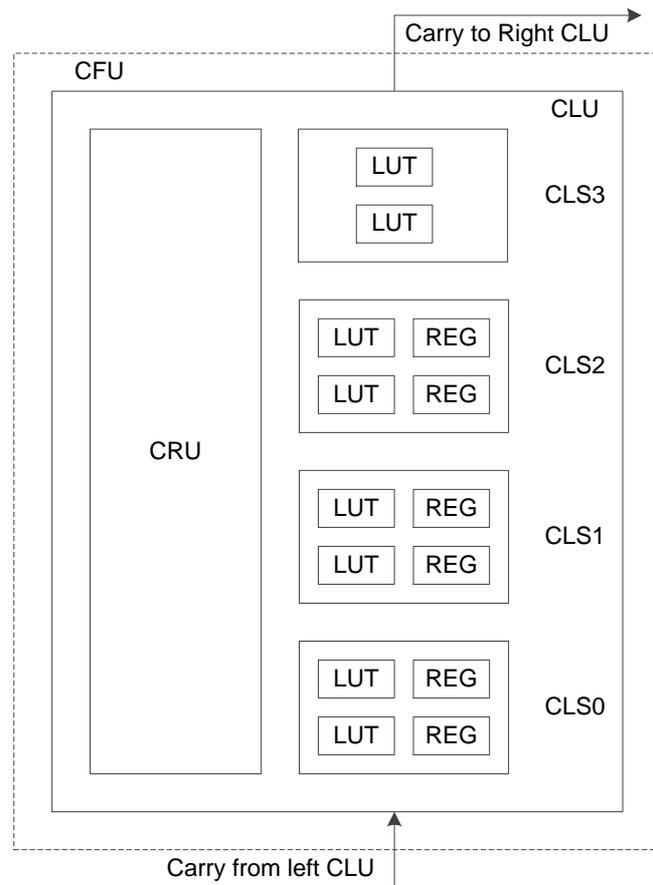 Carry to Right CLU
CFU
CLU
LUT
CLS3
LUT
LUT REG
CLS2
LUT REG
CRU
LUT REG
CLS1
LUT REG
LUT REG
CLS0
LUT REG
Carry from left CLU